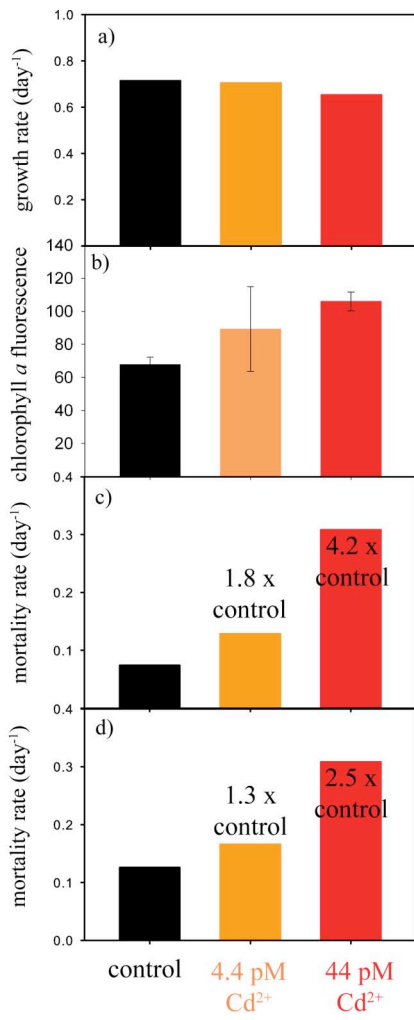 a)
growth rate (day-1)
1.0
0.8
0.6
0.4
0.2
b)
chlorophyll a fluorescence
140
120
100
80
60
40
20
c)
mortality rate (day-1)
0.4
0.3
0.2
0.1
1.8 x
control
4.2 x
control
d)
mortality rate (day-1)
0.4
0.3
0.2
0.1
0.0
1.3 x
control
2.5 x
control
control
4.4 pM
Cd2+
44 pM
Cd2+